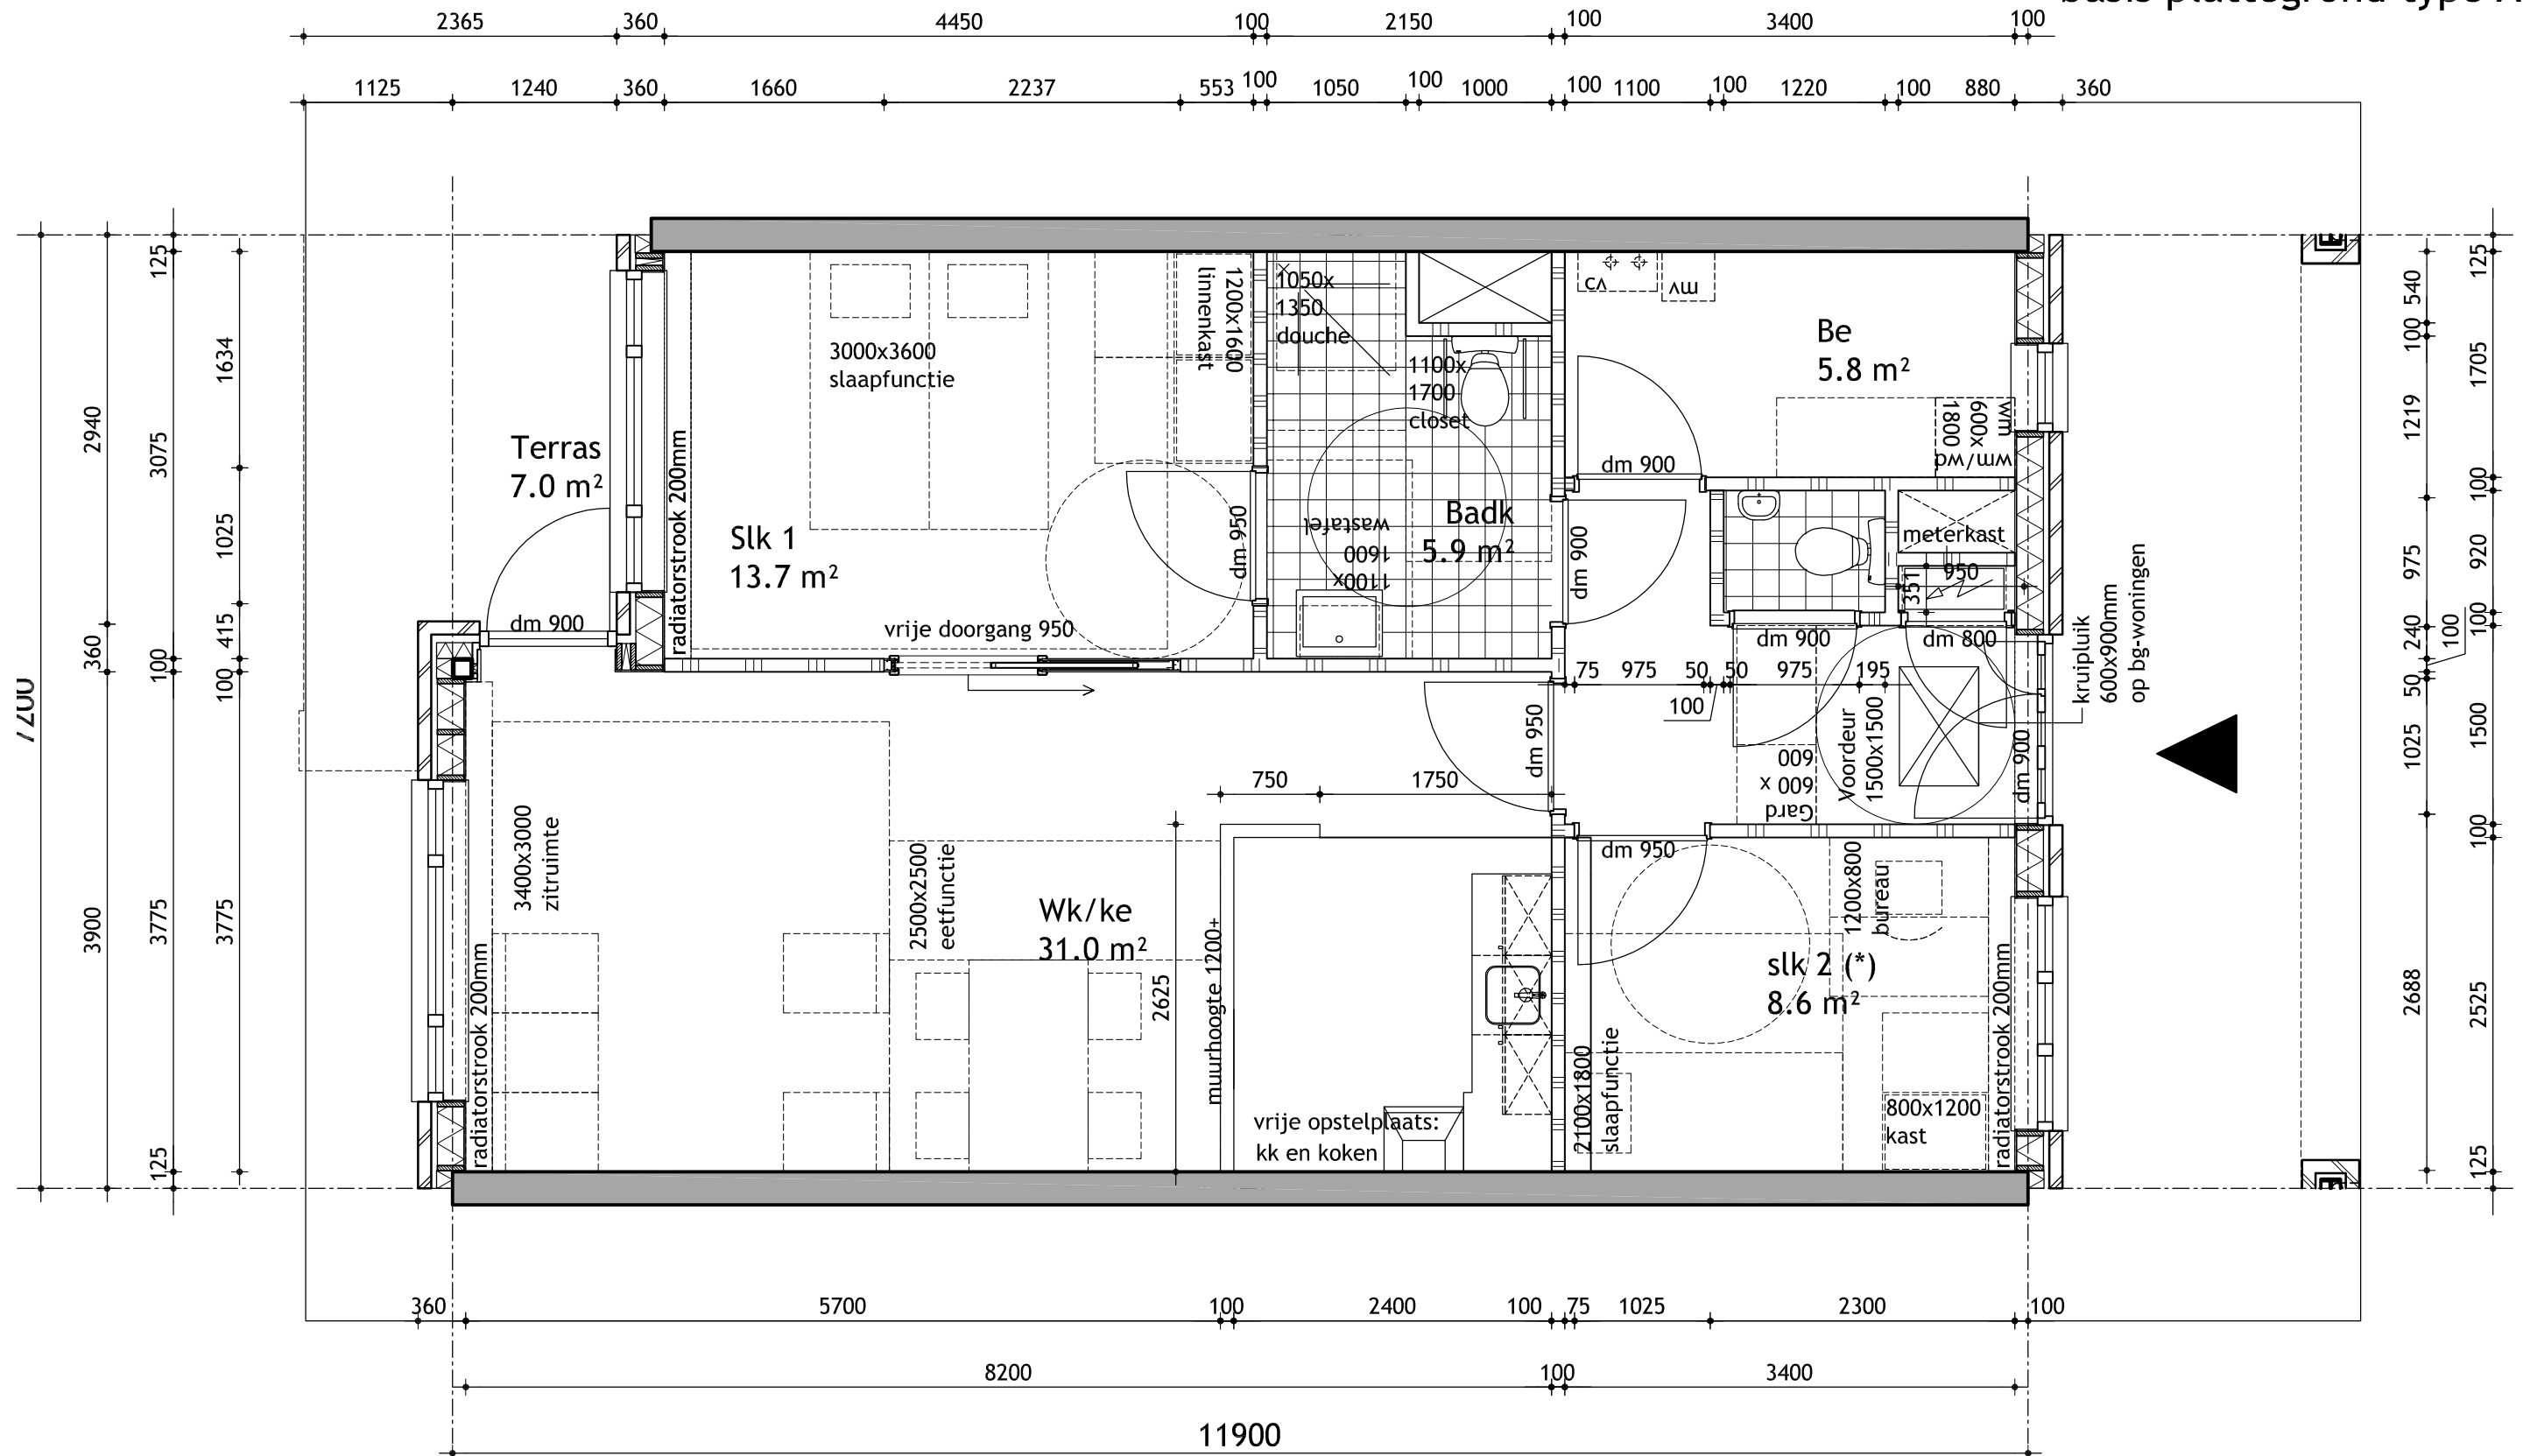 2365
360
4450
100
2150
100
3400
100
1125
1240
360
1660
2237
553
100
1050
100
1000
100
1100
100
1220
100
880
360
7200
2940
360
3900
125
3075
100
3775
125
1634
1025
415
100
3775
Terras
7.0 m²
dm 900
radiatorstrook 200mm
3000x3600
slaapfunctie
Slk 1
13.7 m²
1200x1600
linnenkast
dm 950
vrije doorgang 950
1050x
1350
douche
1100x
1700
closet
Badk
5.9 m²
1100x
1600
wastafel
dm 900
cv
mv
Be
5.8 m²
wm
600x
1800
wm/wd
dm 900
meterkast
950
351
dm 900
dm 800
75
975
50
50
975
195
100
Voordeur
1500x1500
Gard
600 x
600
dm 900
kruipluik
600x900mm
op bg-woningen
dm 950
750
1750
3400x3000
zitruimte
2500x2500
eetfunctie
Wk/ke
31.0 m²
2625
muurhoogte 1200+
radiatorstrook 200mm
vrije opstelplaats:
kk en koken
dm 950
1200x800
bureau
slk 2 (*)
8.6 m²
2100x1800
slaapfunctie
800x1200
kast
radiatorstrook 200mm
540
100
1219
975
240
50
1025
2688
100
125
1705
100
920
100
1500
100
2525
125
360
5700
100
2400
100
75
1025
2300
100
8200
100
3400
11900